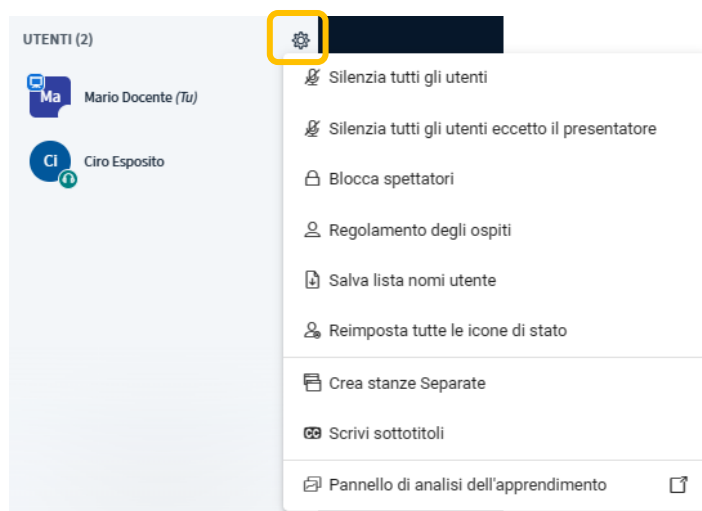 UTENTI (2)
Ma
Mario Docente (Tu)
Ci
Ciro Esposito
Silenzia tutti gli utenti
Silenzia tutti gli utenti eccetto il presentatore
Blocca spettatori
Regolamento degli ospiti
Salva lista nomi utente
Reimposta tutte le icone di stato
Crea stanze Separate
CC Scrivi sottotitoli
Pannello di analisi dell'apprendimento